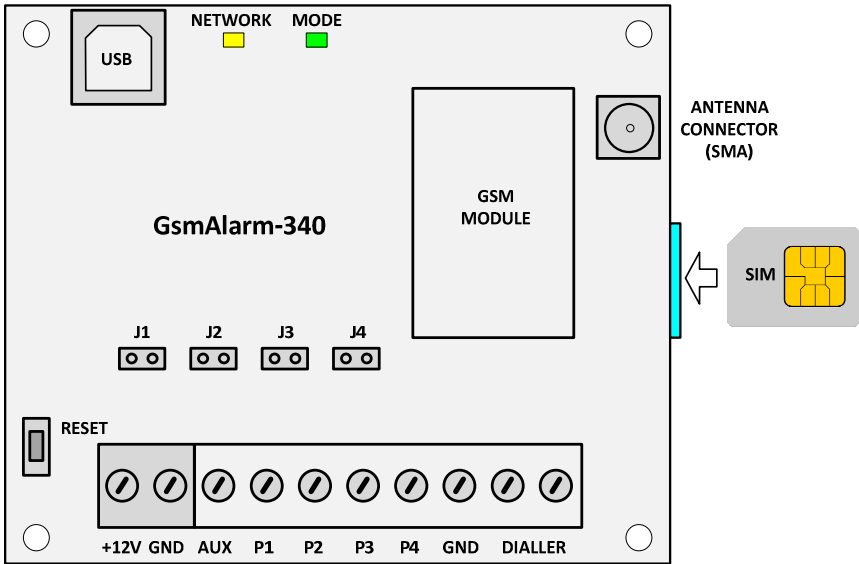 NETWORK MODE
USB
ANTENNA
CONNECTOR
(SMA)
GSM
MODULE
GsmAlarm-340
SIM
J1 J2 J3 J4
RESET
+12V GND AUX P1 P2 P3 P4 GND DIALLER